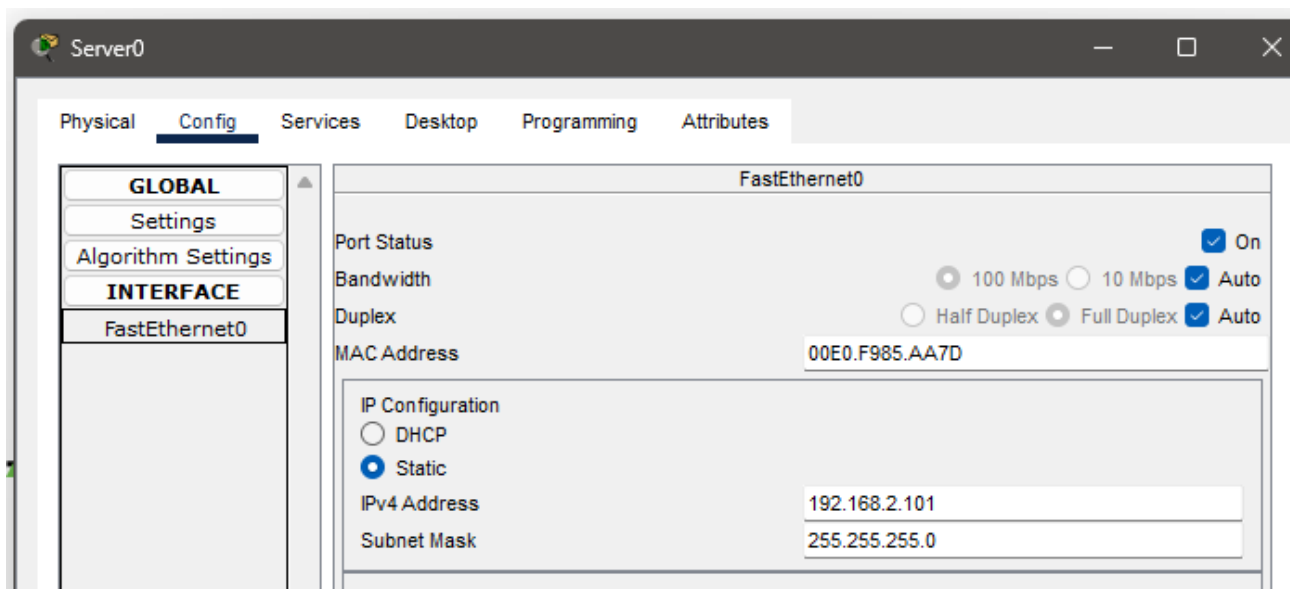 Server0
Physical Config Services Desktop Programming Attributes
GLOBAL
Settings
Algorithm Settings
INTERFACE
FastEthernet0
FastEthernet0
Port Status On
Bandwidth 100 Mbps 10 Mbps Auto
Duplex Half Duplex Full Duplex Auto
MAC Address 00E0.F985.AA7D
IP Configuration
DHCP
Static
IPv4 Address 192.168.2.101
Subnet Mask 255.255.255.0